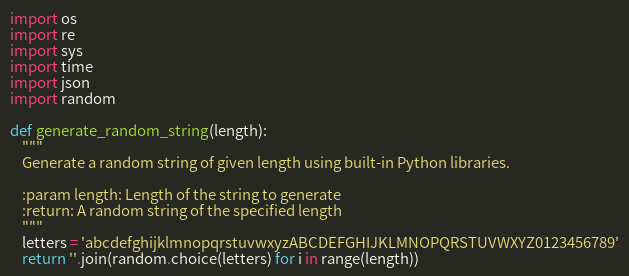 import os
import re
import sys
import time
import json
import random

def generate_random_string(length):
    """
    Generate a random string of given length using built-in Python libraries.

    :param length: Length of the string to generate
    :return: A random string of the specified length
    """
    letters = 'abcdefghijklmnopqrstuvwxyzABCDEFGHIJKLMNOPQRSTUVWXYZ0123456789'
    return ''.join(random.choice(letters) for i in range(length))